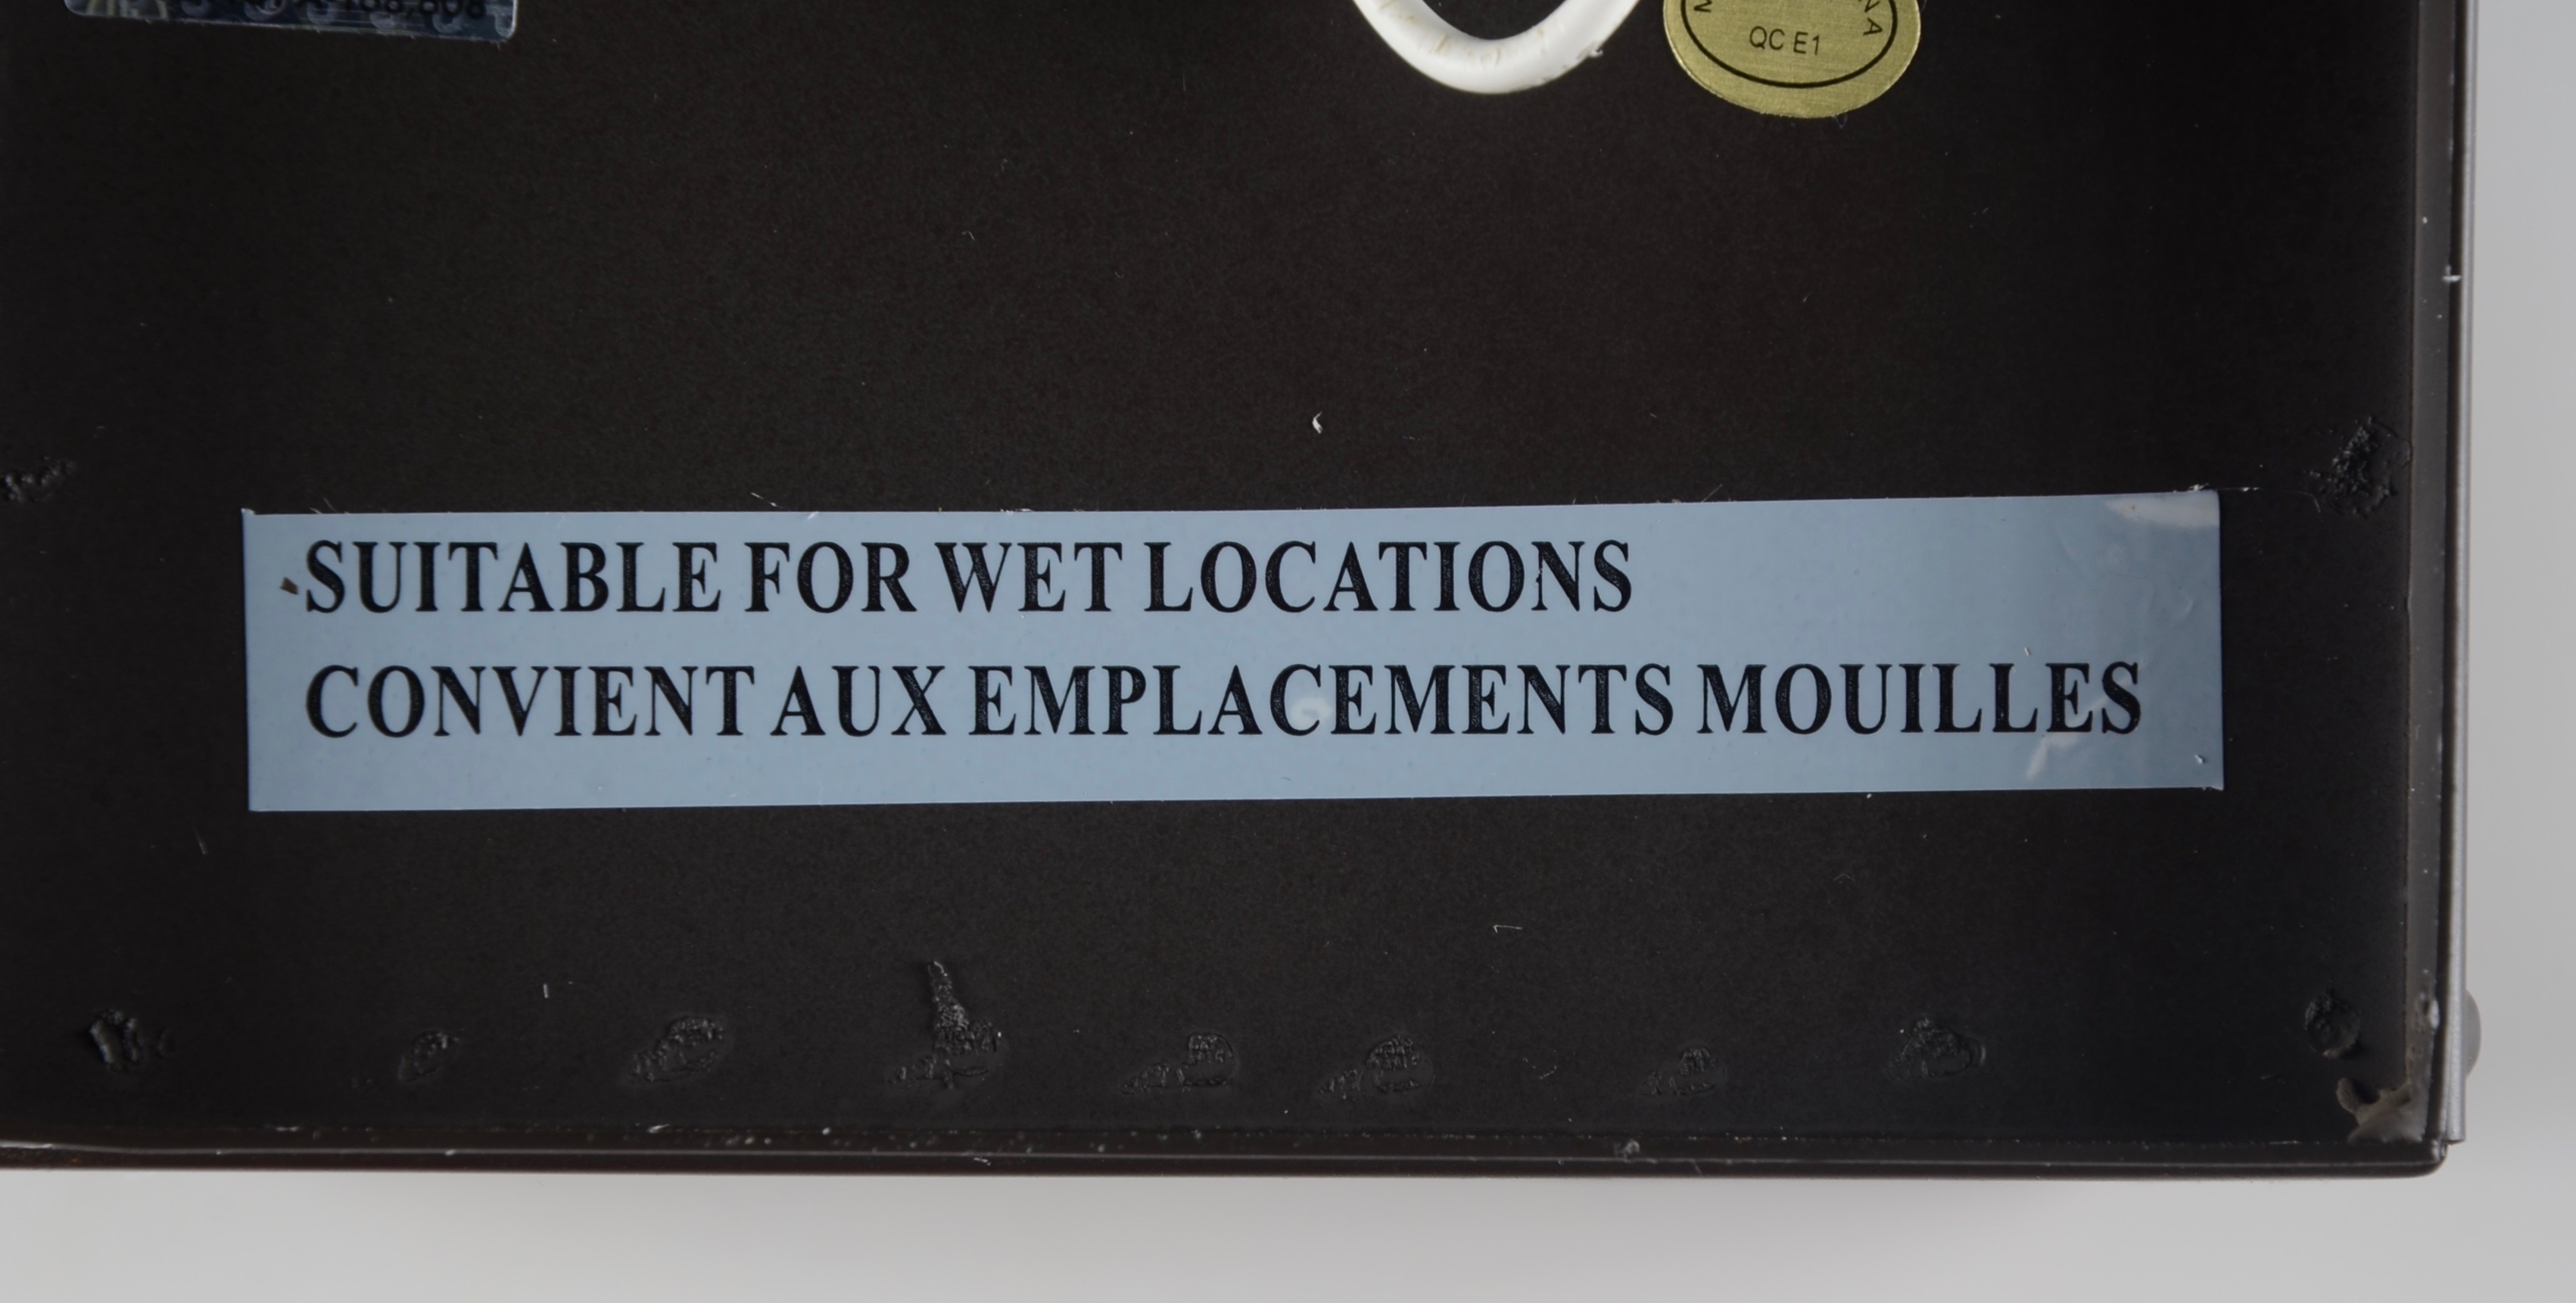 QC E1
SUITABLE FOR WET LOCATIONS
CONVIENT AUX EMPLACEMENTS MOUILLES